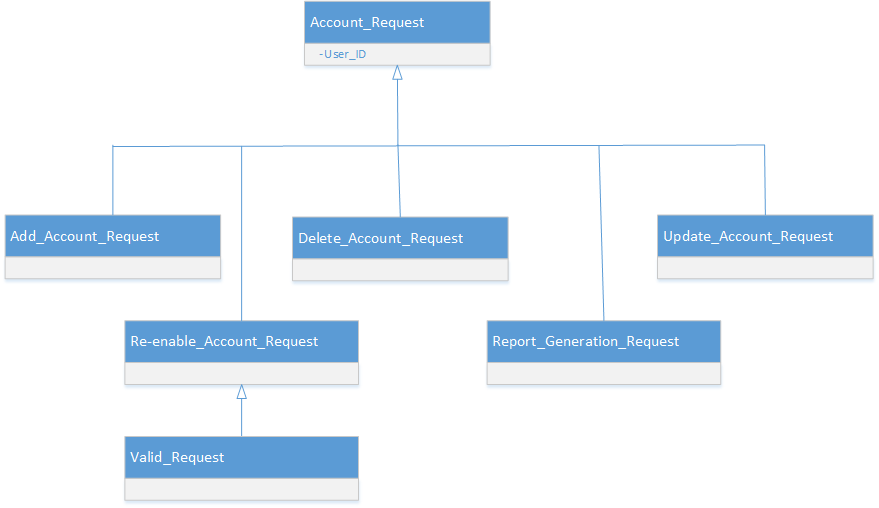 Account_Request
-User_ID
Add_Account_Request
Delete_Account_Request
Update_Account_Request
Re-enable_Account_Request
Report_Generation_Request
Valid_Request